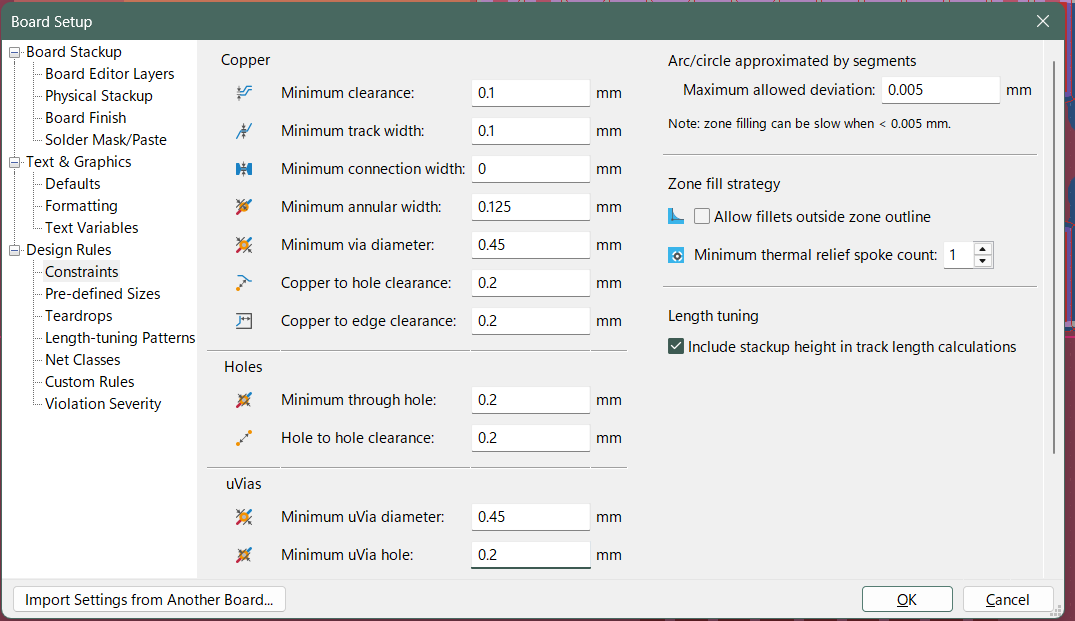 Board Setup
Board Stackup
Board Editor Layers
Physical Stackup
Board Finish
Solder Mask/Paste
Text & Graphics
Defaults
Formatting
Text Variables
Design Rules
Constraints
Pre-defined Sizes
Teardrops
Length-tuning Patterns
Net Classes
Custom Rules
Violation Severity
Copper
Minimum clearance: 0.1 mm
Minimum track width: 0.1 mm
Minimum connection width: 0 mm
Minimum annular width: 0.125 mm
Minimum via diameter: 0.45 mm
Copper to hole clearance: 0.2 mm
Copper to edge clearance: 0.2 mm
Holes
Minimum through hole: 0.2 mm
Hole to hole clearance: 0.2 mm
uVias
Minimum uVia diameter: 0.45 mm
Minimum uVia hole: 0.2 mm
Arc/circle approximated by segments
Maximum allowed deviation: 0.005 mm
Note: zone filling can be slow when < 0.005 mm.
Zone fill strategy
Allow fillets outside zone outline
Minimum thermal relief spoke count: 1
Length tuning
Include stackup height in track length calculations
Import Settings from Another Board...
OK
Cancel